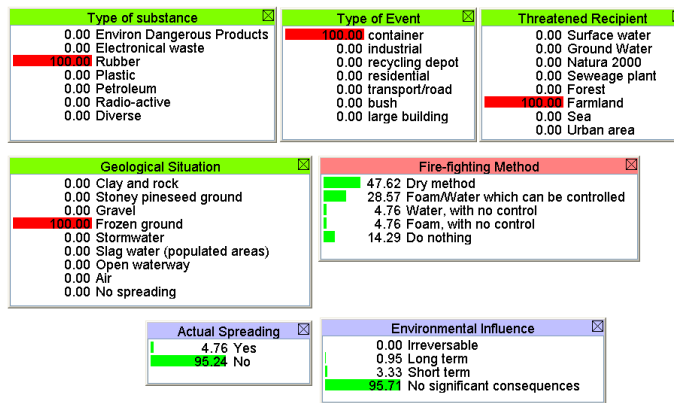 Type of substance
0.00 Environ Dangerous Products
0.00 Electronical waste
100.00 Rubber
0.00 Plastic
0.00 Petroleum
0.00 Radio-active
0.00 Diverse
Type of Event
100.00 container
0.00 industrial
0.00 recycling depot
0.00 residential
0.00 transport/road
0.00 bush
0.00 large building
Threatened Recipient
0.00 Surface water
0.00 Ground Water
0.00 Natura 2000
0.00 Seweage plant
0.00 Forest
100.00 Farmland
0.00 Sea
0.00 Urban area
Geological Situation
0.00 Clay and rock
0.00 Stoney pineseed ground
0.00 Gravel
100.00 Frozen ground
0.00 Stormwater
0.00 Slag water (populated areas)
0.00 Open waterway
0.00 Air
0.00 No spreading
Fire-fighting Method
47.62 Dry method
28.57 Foam/Water which can be controlled
4.76 Water, with no control
4.76 Foam, with no control
14.29 Do nothing
Actual Spreading
4.76 Yes
95.24 No
Environmental Influence
0.00 Irreversable
0.95 Long term
3.33 Short term
95.71 No significant consequences